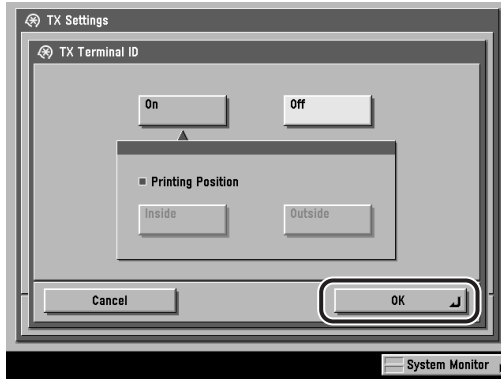 TX Settings
TX Terminal ID
On Off
Printing Position
Inside Outside
Cancel OK
System Monitor